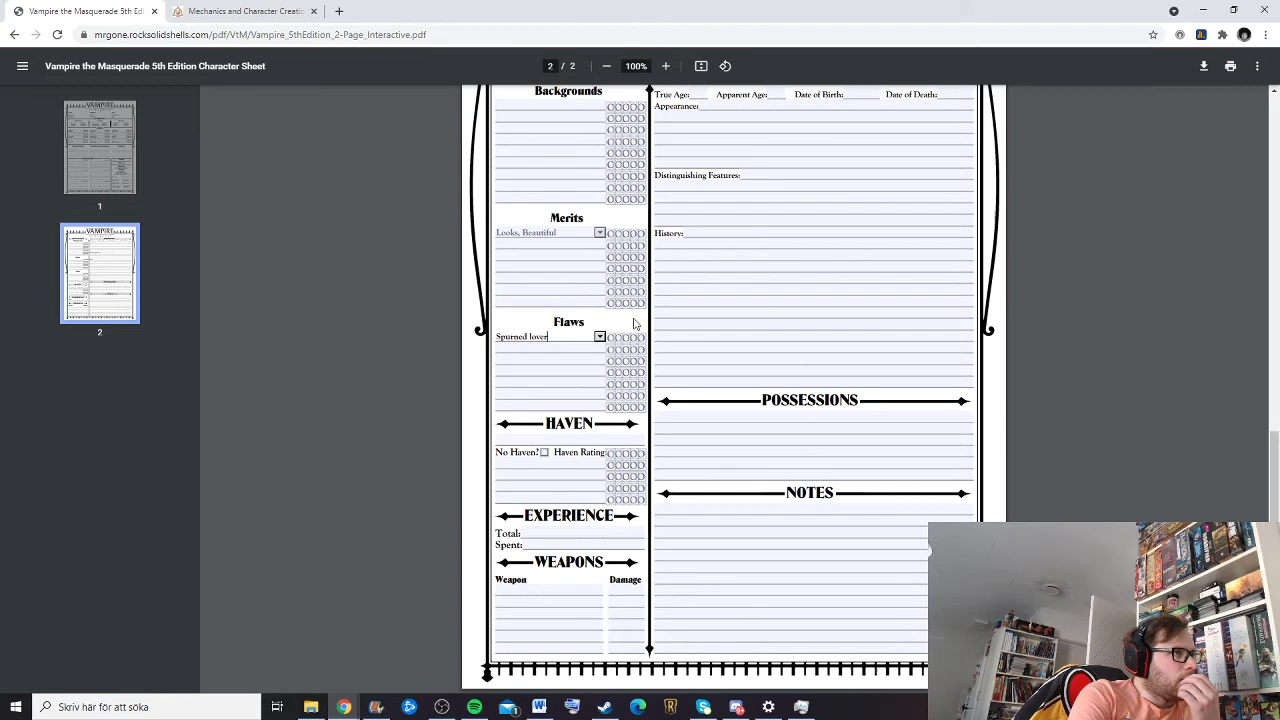 Vampire the Masquerade 5th Edi
Mechanics and Character Creatio
mrgone.rocksolidshells.com/pdf/VtM/Vampire_5thEdition_2-Page_Interactive.pdf
Vampire the Masquerade 5th Edition Character Sheet
2 / 2
100%
1
2
Backgrounds
Merits
Looks, Beautiful
Flaws
Spurned lover
HAVEN
No Haven? Haven Rating:
EXPERIENCE
Total:
Spent:
WEAPONS
Weapon Damage
True Age: Apparent Age: Date of Birth: Date of Death:
Appearance:
Distinguishing Features:
History:
POSSESSIONS
NOTES
Skriv här för att söka